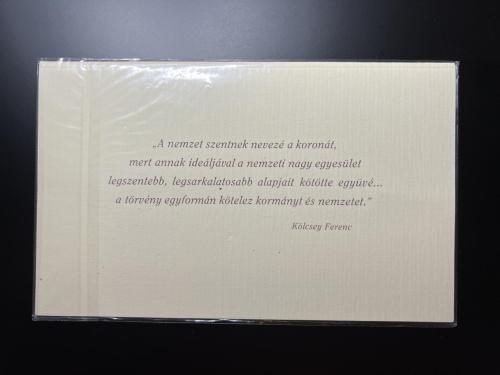 „A nemzet szentnek nevezé a koronát,
mert annak ideáljával a nemzeti nagy egyesület
legszentebb, legsarkalatosabb alapjait kötötte együvé...
a törvény egyformán kötelez kormányt és nemzetet.”
Kölcsey Ferenc